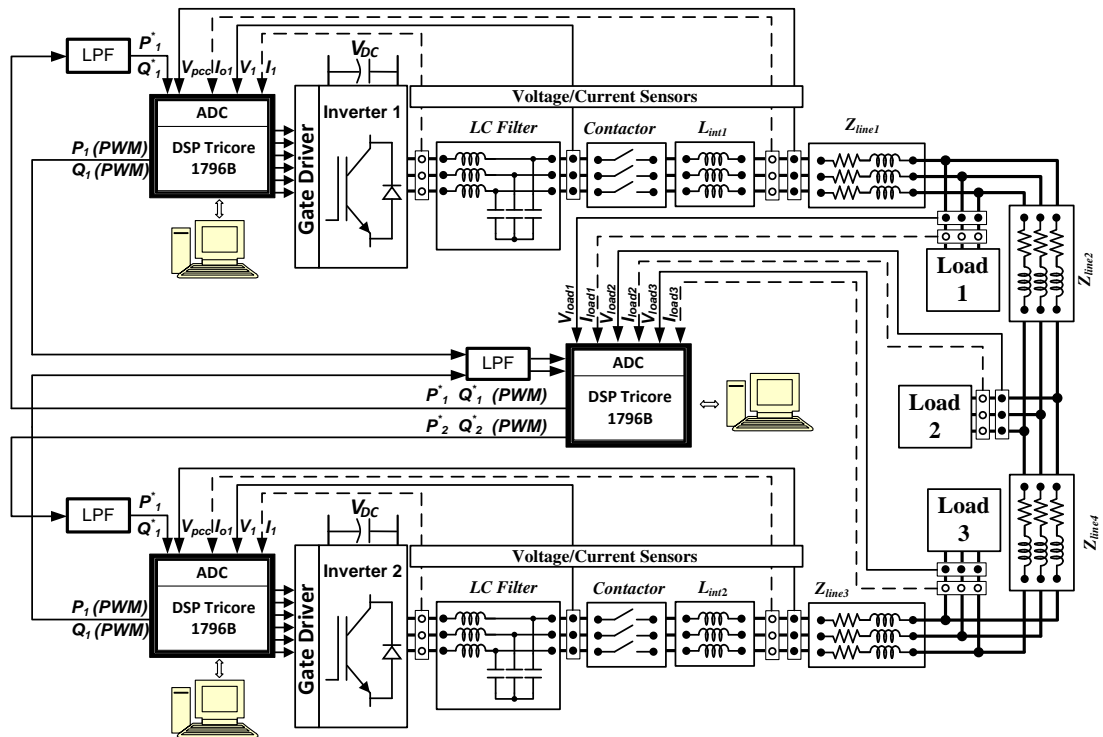 LPF
P*1
Q*1
Vpcc Io1 V1 I1
VDC
ADC
DSP Tricore
1796B
P1 (PWM)
Q1 (PWM)
Gate Driver
Inverter 1
Voltage/Current Sensors
LC Filter
Contactor
Lint1
Zline1
Load
1
Zline2
Vload1
Iload1
Vload2
Iload2
Vload3
Iload3
LPF
ADC
DSP Tricore
1796B
P*1 Q*1 (PWM)
P*2 Q*2 (PWM)
Load
2
Load
3
Zline4
LPF
P*1
Q*1
Vpcc Io1 V1 I1
VDC
ADC
DSP Tricore
1796B
P1 (PWM)
Q1 (PWM)
Gate Driver
Inverter 2
Voltage/Current Sensors
LC Filter
Contactor
Lint2
Zline3